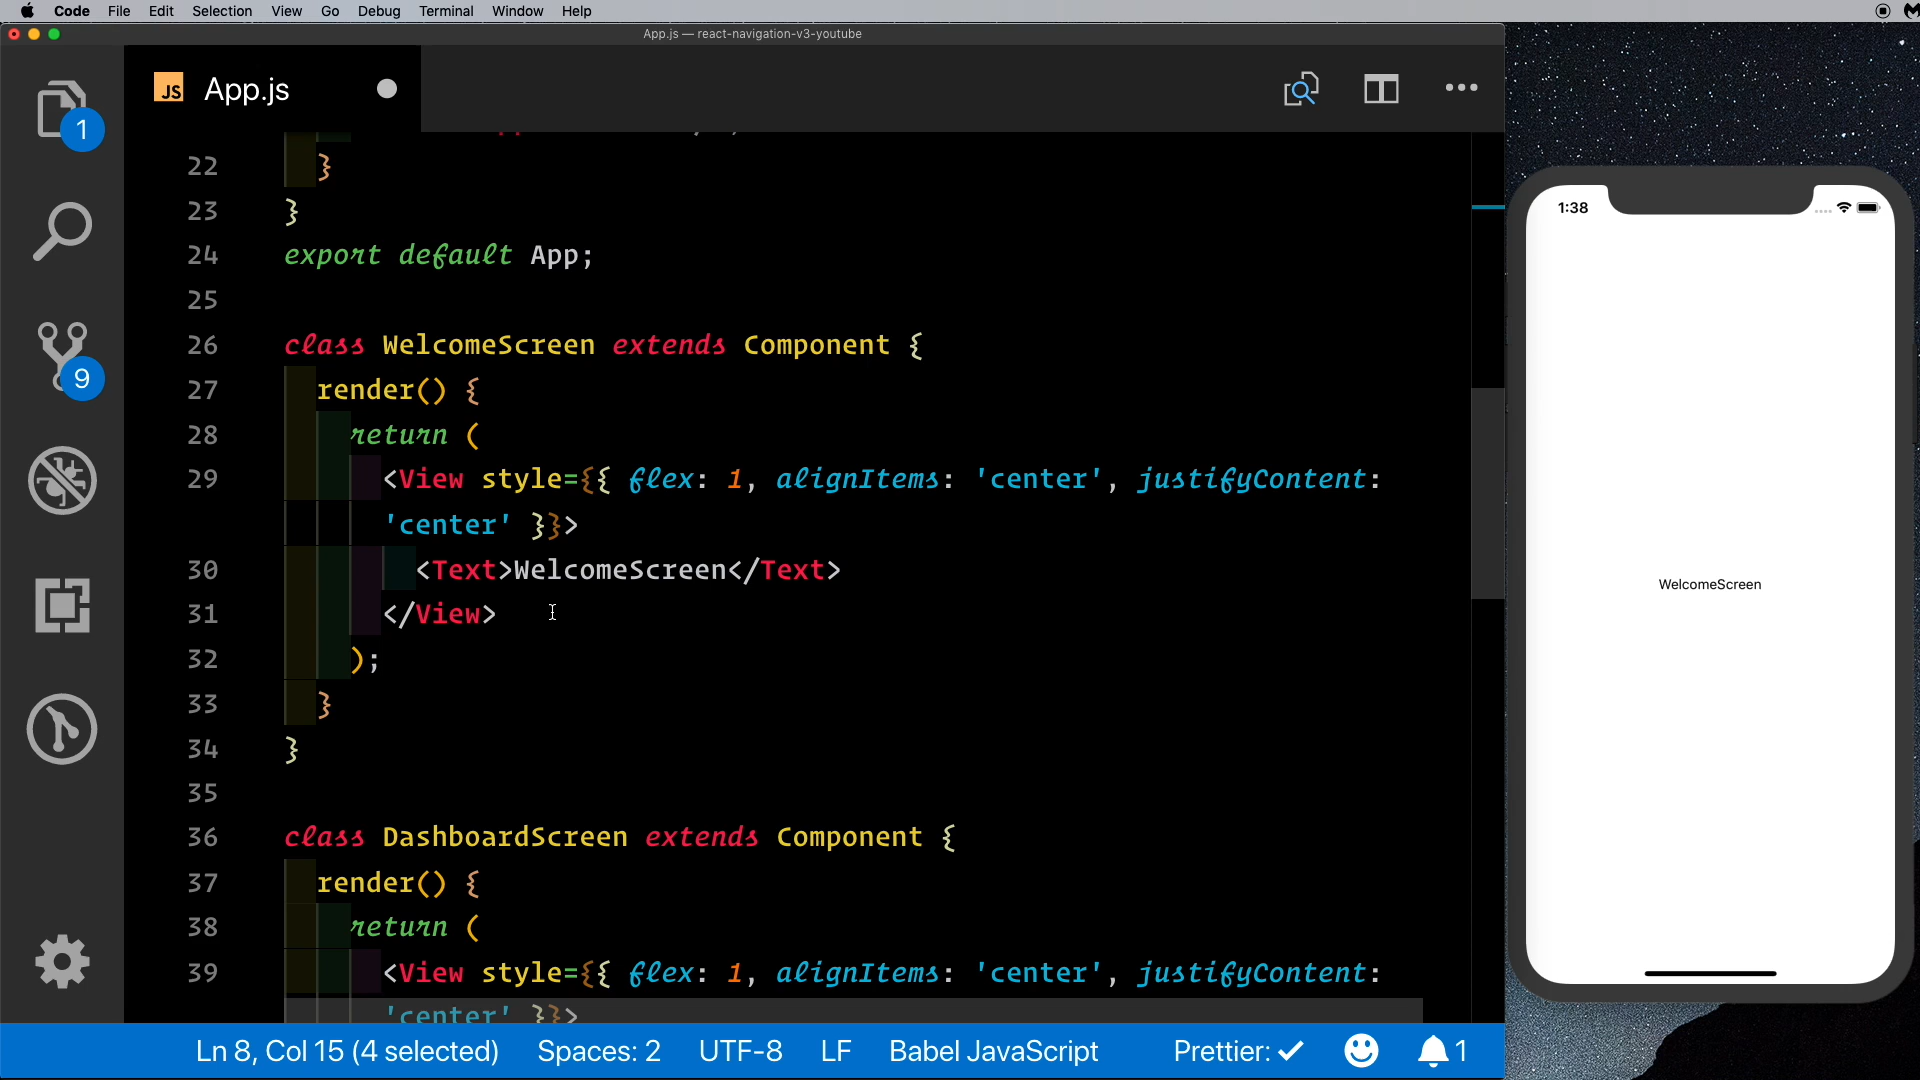 Code File Edit Selection View Go Debug Terminal Window Help
App.js — react-navigation-v3-youtube
JS App.js
1
9
22 }
23 }
24 export default App;
25
26 class WelcomeScreen extends Component {
27 render() {
28 return (
29 <View style={{ flex: 1, alignItems: 'center', justifyContent:
'center' }}>
30 <Text>WelcomeScreen</Text>
31 </View>
32 );
33 }
34 }
35
36 class DashboardScreen extends Component {
37 render() {
38 return (
39 <View style={{ flex: 1, alignItems: 'center', justifyContent:
'center' }}>
Ln 8, Col 15 (4 selected) Spaces: 2 UTF-8 LF Babel JavaScript Prettier: ✓ 1
1:38
WelcomeScreen